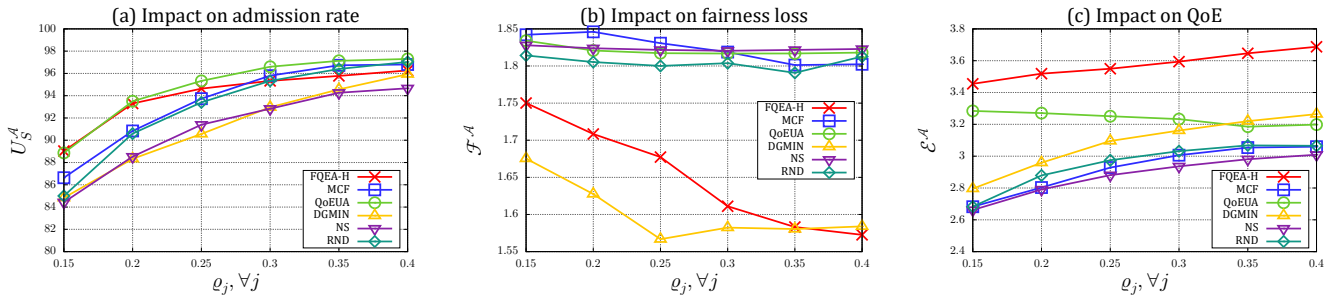 (a) Impact on admission rate
100
98
96
94
92
90
88
86
84
82
80
U_S^𝒜
FQEA-H
MCF
QoEUA
DGMIN
NS
RND
0.15 0.2 0.25 0.3 0.35 0.4
ϱ_j, ∀j
(b) Impact on fairness loss
1.85
1.8
1.75
1.7
1.65
1.6
1.55
ℱ^𝒜
FQEA-H
MCF
QoEUA
DGMIN
NS
RND
0.15 0.2 0.25 0.3 0.35 0.4
ϱ_j, ∀j
(c) Impact on QoE
4
3.8
3.6
3.4
3.2
3
2.8
2.6
2.4
ℰ^𝒜
FQEA-H
MCF
QoEUA
DGMIN
NS
RND
0.15 0.2 0.25 0.3 0.35 0.4
ϱ_j, ∀j